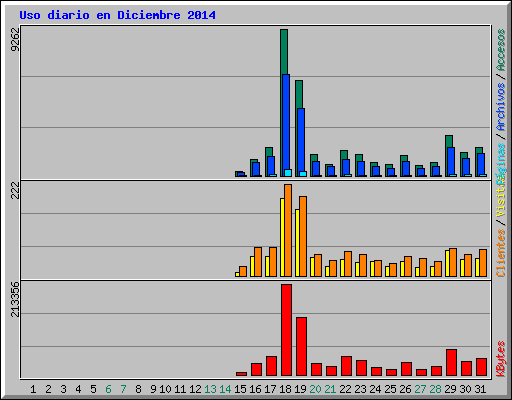 Uso diario en Diciembre 2014
9262
222
213356
Accesos / Archivos / Páginas
Visitas / Clientes
KBytes
1 2 3 4 5 6 7 8 9 10 11 12 13 14 15 16 17 18 19 20 21 22 23 24 25 26 27 28 29 30 31